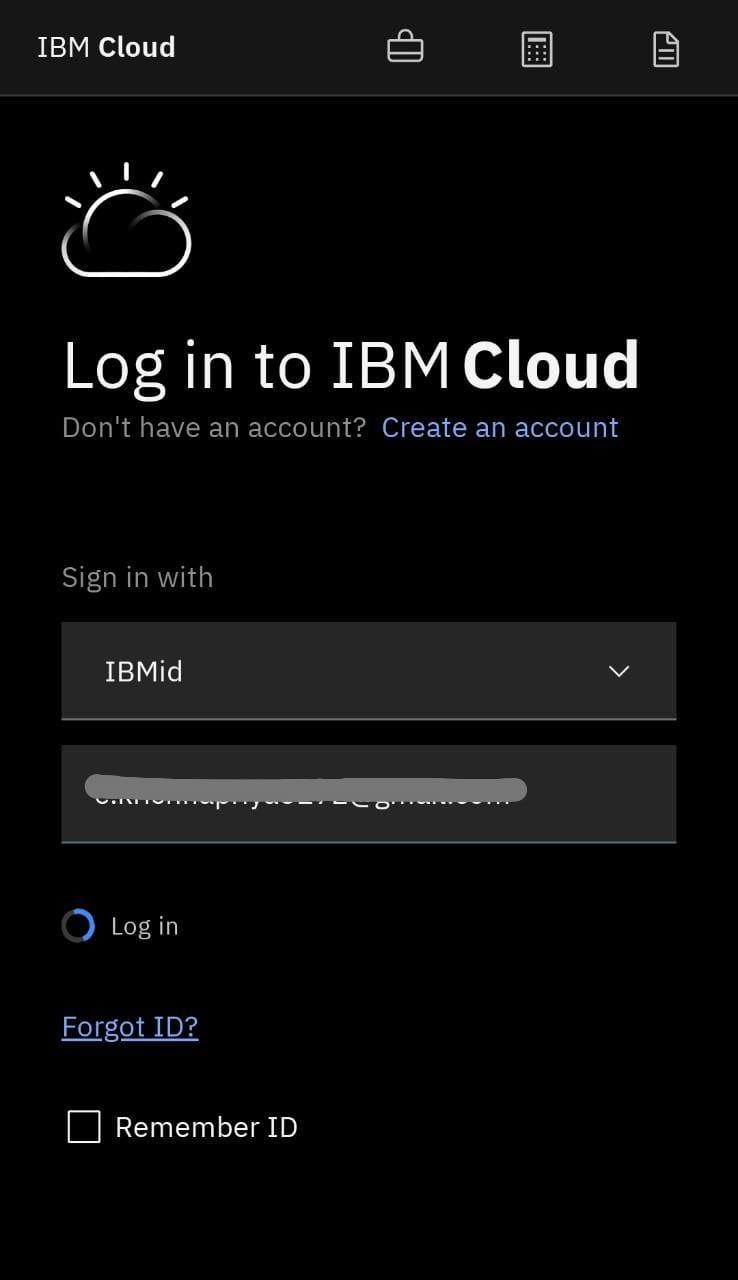 IBM Cloud
Log in to IBM Cloud
Don't have an account? Create an account
Sign in with
IBMid
Log in
Forgot ID?
Remember ID